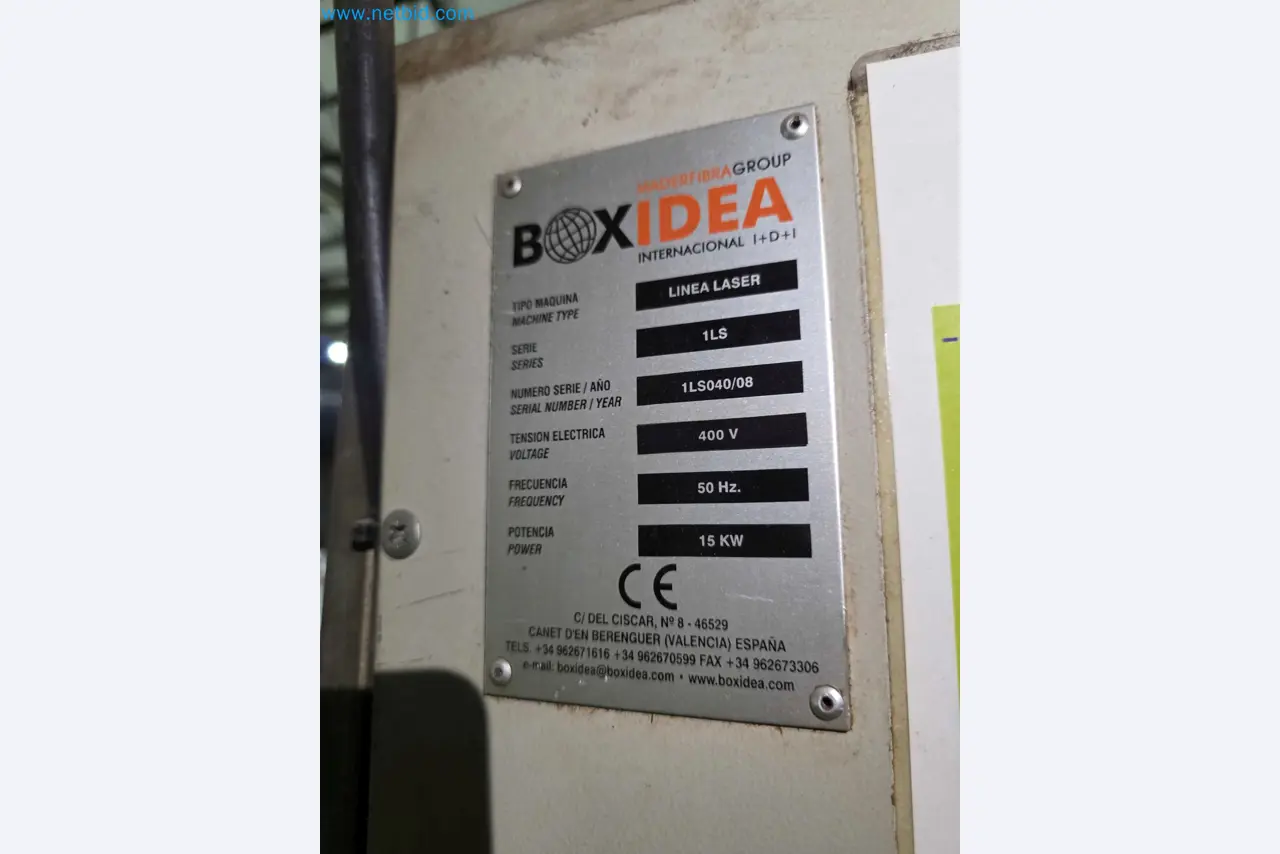 www.netbid.com
MASTERFIBRAGROUP
BOXIDEA
INTERNACIONAL I+D+I
TIPO MAQUINA
MACHINE TYPE
LINEA LASER
SERIE
SERIES
1LS
NUMERO SERIE / AÑO
SERIAL NUMBER / YEAR
1LS040/08
TENSION ELECTRICA
VOLTAGE
400 V
FRECUENCIA
FREQUENCY
50 Hz.
POTENCIA
POWER
15 KW
CE
C/ DEL CISCAR, Nº 8 - 46529
CANET D'EN BERENGUER (VALENCIA) ESPAÑA
TELS. +34 962671616 +34 962670599 FAX +34 962673306
e-mail: boxidea@boxidea.com • www.boxidea.com